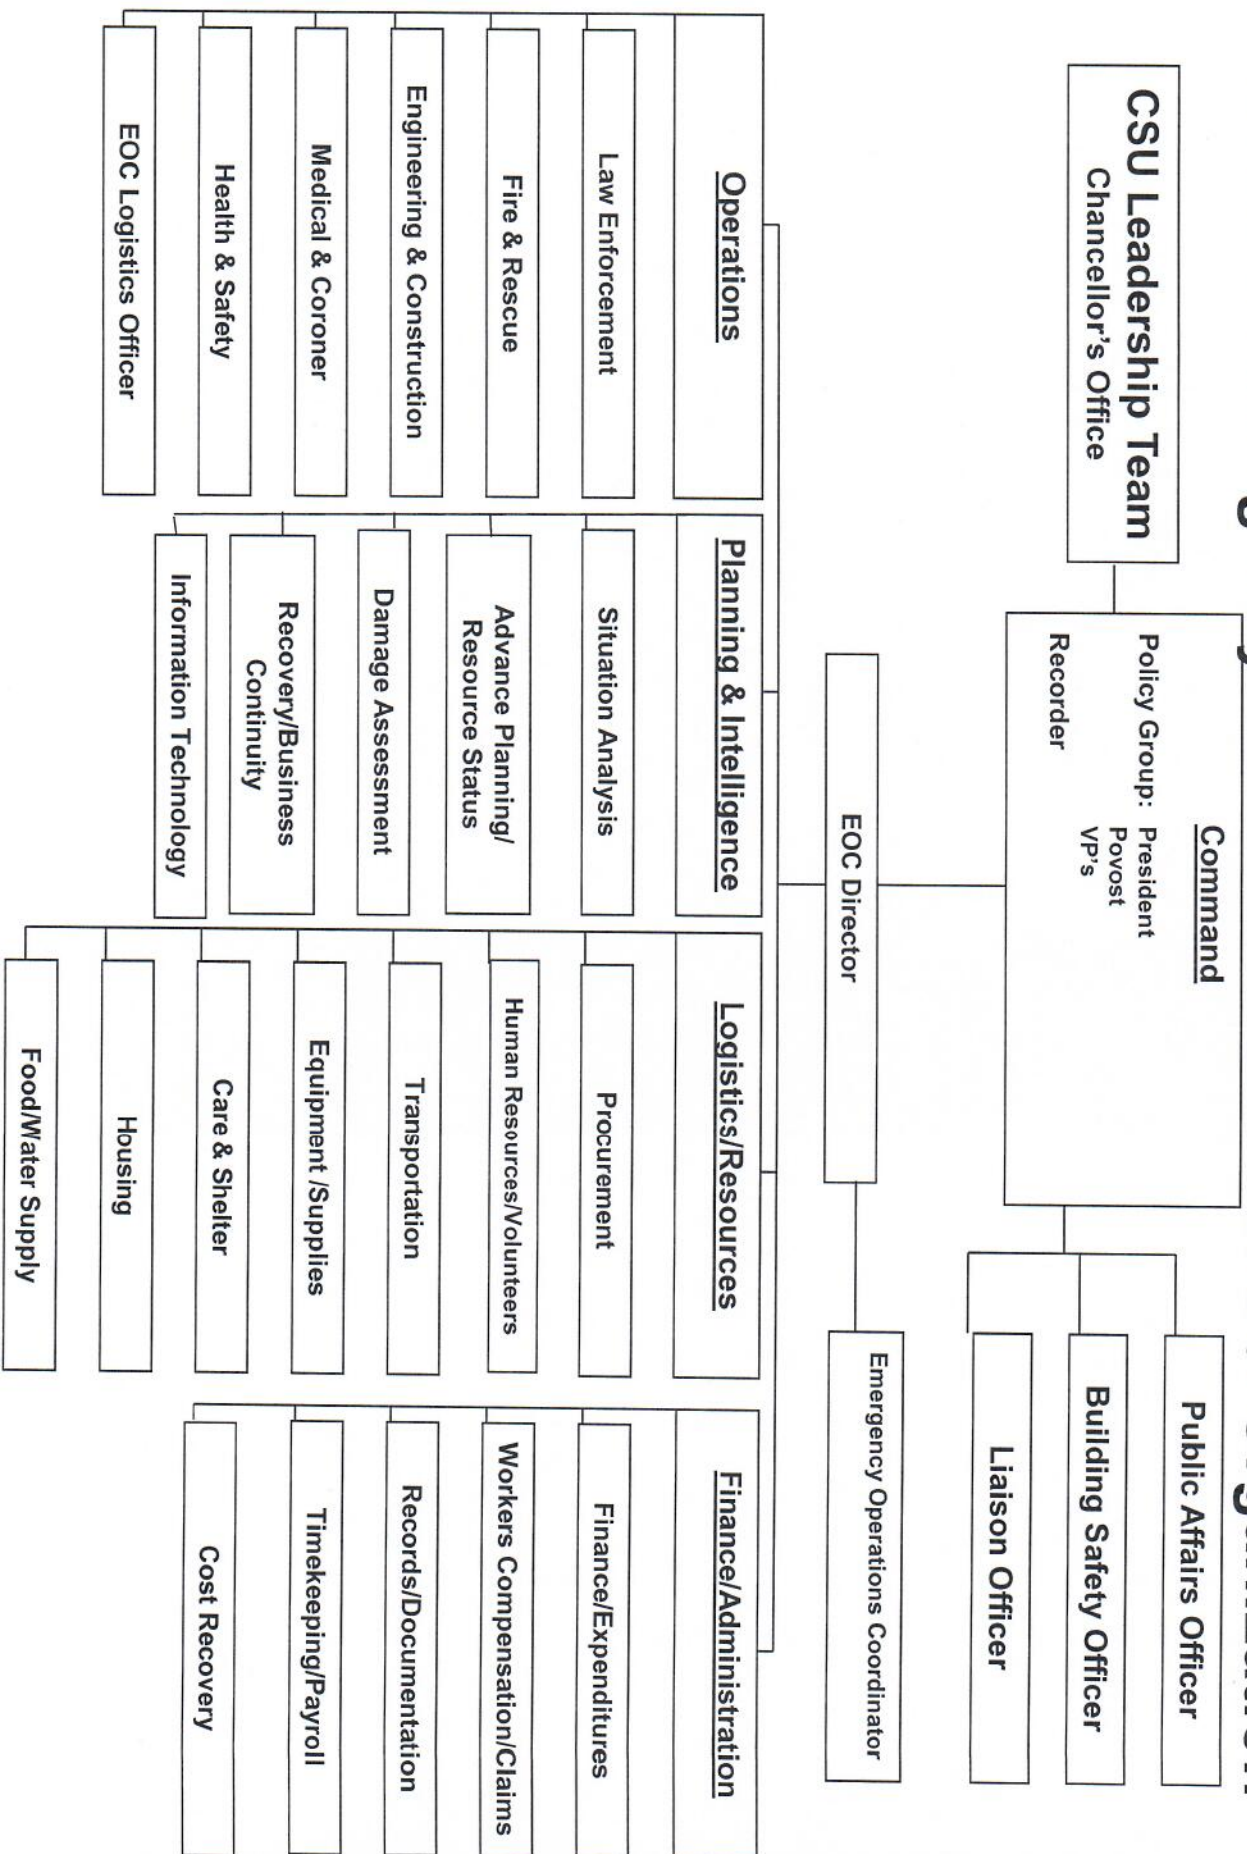 CSU Leadership Team
Chancellor's Office
Command
Policy Group: President
Povost
VP's
Recorder
Public Affairs Officer
Building Safety Officer
Liaison Officer
EOC Director
Emergency Operations Coordinator
Operations
Law Enforcement
Fire & Rescue
Engineering & Construction
Medical & Coroner
Health & Safety
EOC Logistics Officer
Planning & Intelligence
Situation Analysis
Advance Planning/
Resource Status
Damage Assessment
Recovery/Business
Continuity
Information Technology
Logistics/Resources
Procurement
Human Resources/Volunteers
Transportation
Equipment /Supplies
Care & Shelter
Housing
Food/Water Supply
Finance/Administration
Finance/Expenditures
Workers Compensation/Claims
Records/Documentation
Timekeeping/Payroll
Cost Recovery